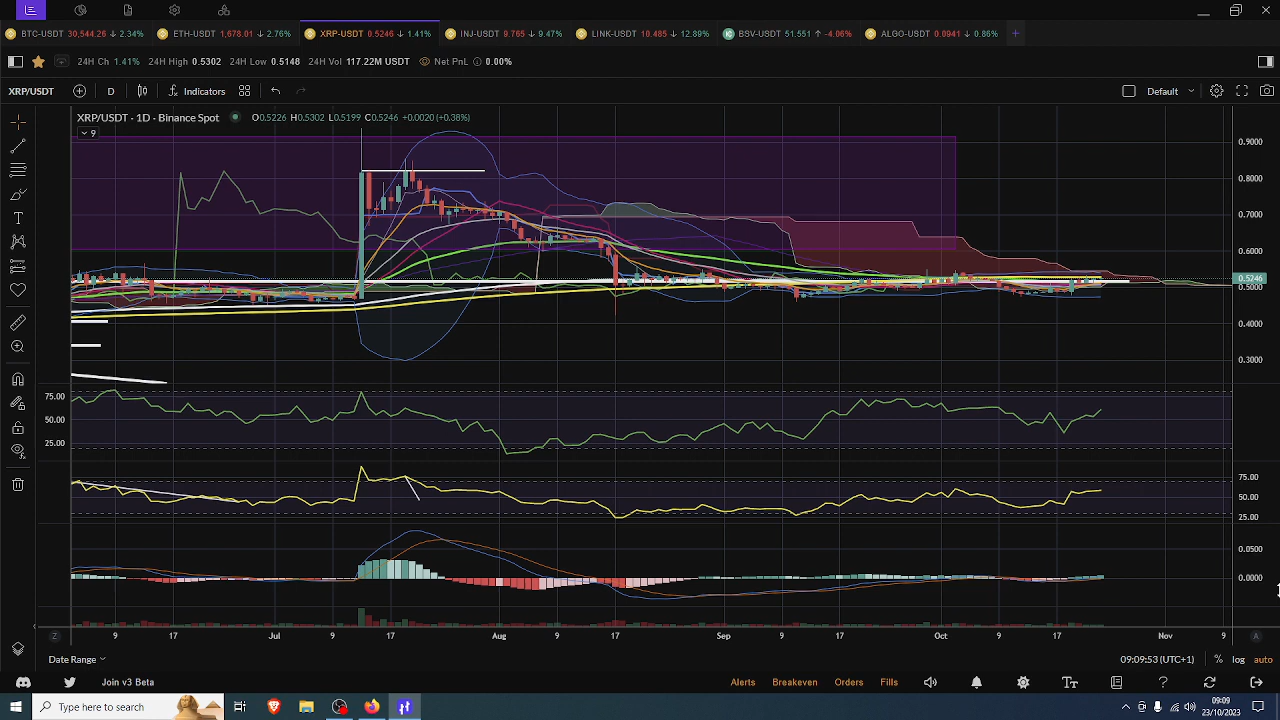 BTC-USDT 30,544.26 ↓ 2.34% ETH-USDT 1,678.01 ↓ 2.76% XRP-USDT 0.5246 ↓ 1.41% INJ-USDT 9.765 ↓ 9.47% LINK-USDT 10.485 ↓ 12.89% BSV-USDT 51.551 ↑ -4.06% ALGO-USDT 0.0941 ↓ 0.86% +
24H Ch 1.41% 24H High 0.5302 24H Low 0.5148 24H Vol 117.22M USDT Net PnL 0.00%
XRP/USDT D Indicators Default
XRP/USDT · 1D · Binance Spot O0.5226 H0.5302 L0.5199 C0.5246 +0.0020 (+0.38%)
9
0.9000
0.8000
0.7000
0.6000
0.5246
0.5000
0.4000
0.3000
75.00
50.00
25.00
75.00
50.00
25.00
0.0500
0.0000
Z 9 17 Jul 9 17 Aug 9 17 Sep 9 17 Oct 9 17 Nov 9 A
Date Range 09:09:53 (UTC+1) % log auto
Join v3 Beta Alerts Breakeven Orders Fills
Type here to search 09:09
23/10/2023